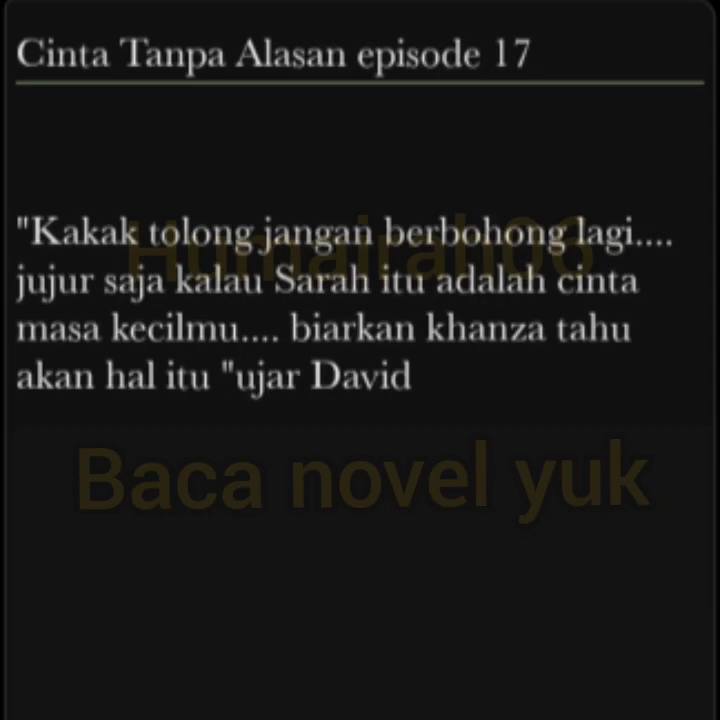 Cinta Tanpa Alasan episode 17
Humairah06
"Kakak tolong jangan berbohong lagi....
jujur saja kalau Sarah itu adalah cinta
masa kecilmu.... biarkan khanza tahu
akan hal itu "ujar David
Baca novel yuk